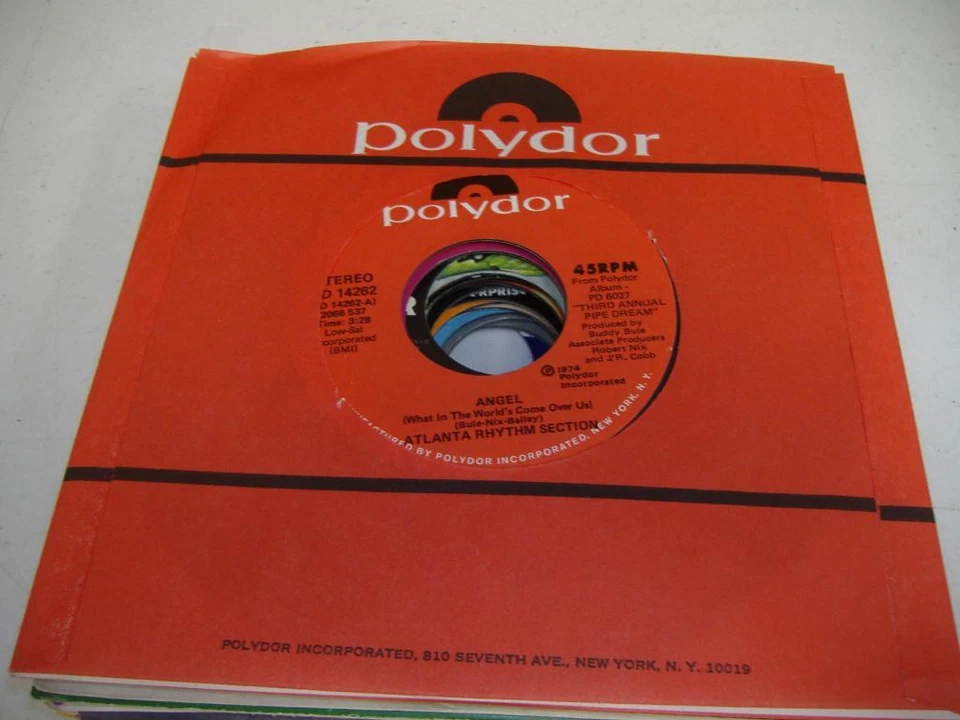 polydor
polydor
TEREO
D 14262
D 14262-A)
2066 537
Time: 3:28
Low-Sal
corporated
(BMI)
45RPM
From Polydor
Album -
PD 6027
"THIRD ANNUAL
PIPE DREAM"
Produced by
Buddy Buie
Associate Producers
Robert Nix
and J.R. Cobb
Ⓟ 1974
Polydor
Incorporated
ANGEL
(What In The World's Come Over Us)
(Buie-Nix-Bailey)
ATLANTA RHYTHM SECTION
BY POLYDOR INCORPORATED, NEW YORK, N.Y.
POLYDOR INCORPORATED, 810 SEVENTH AVE., NEW YORK, N. Y. 10019